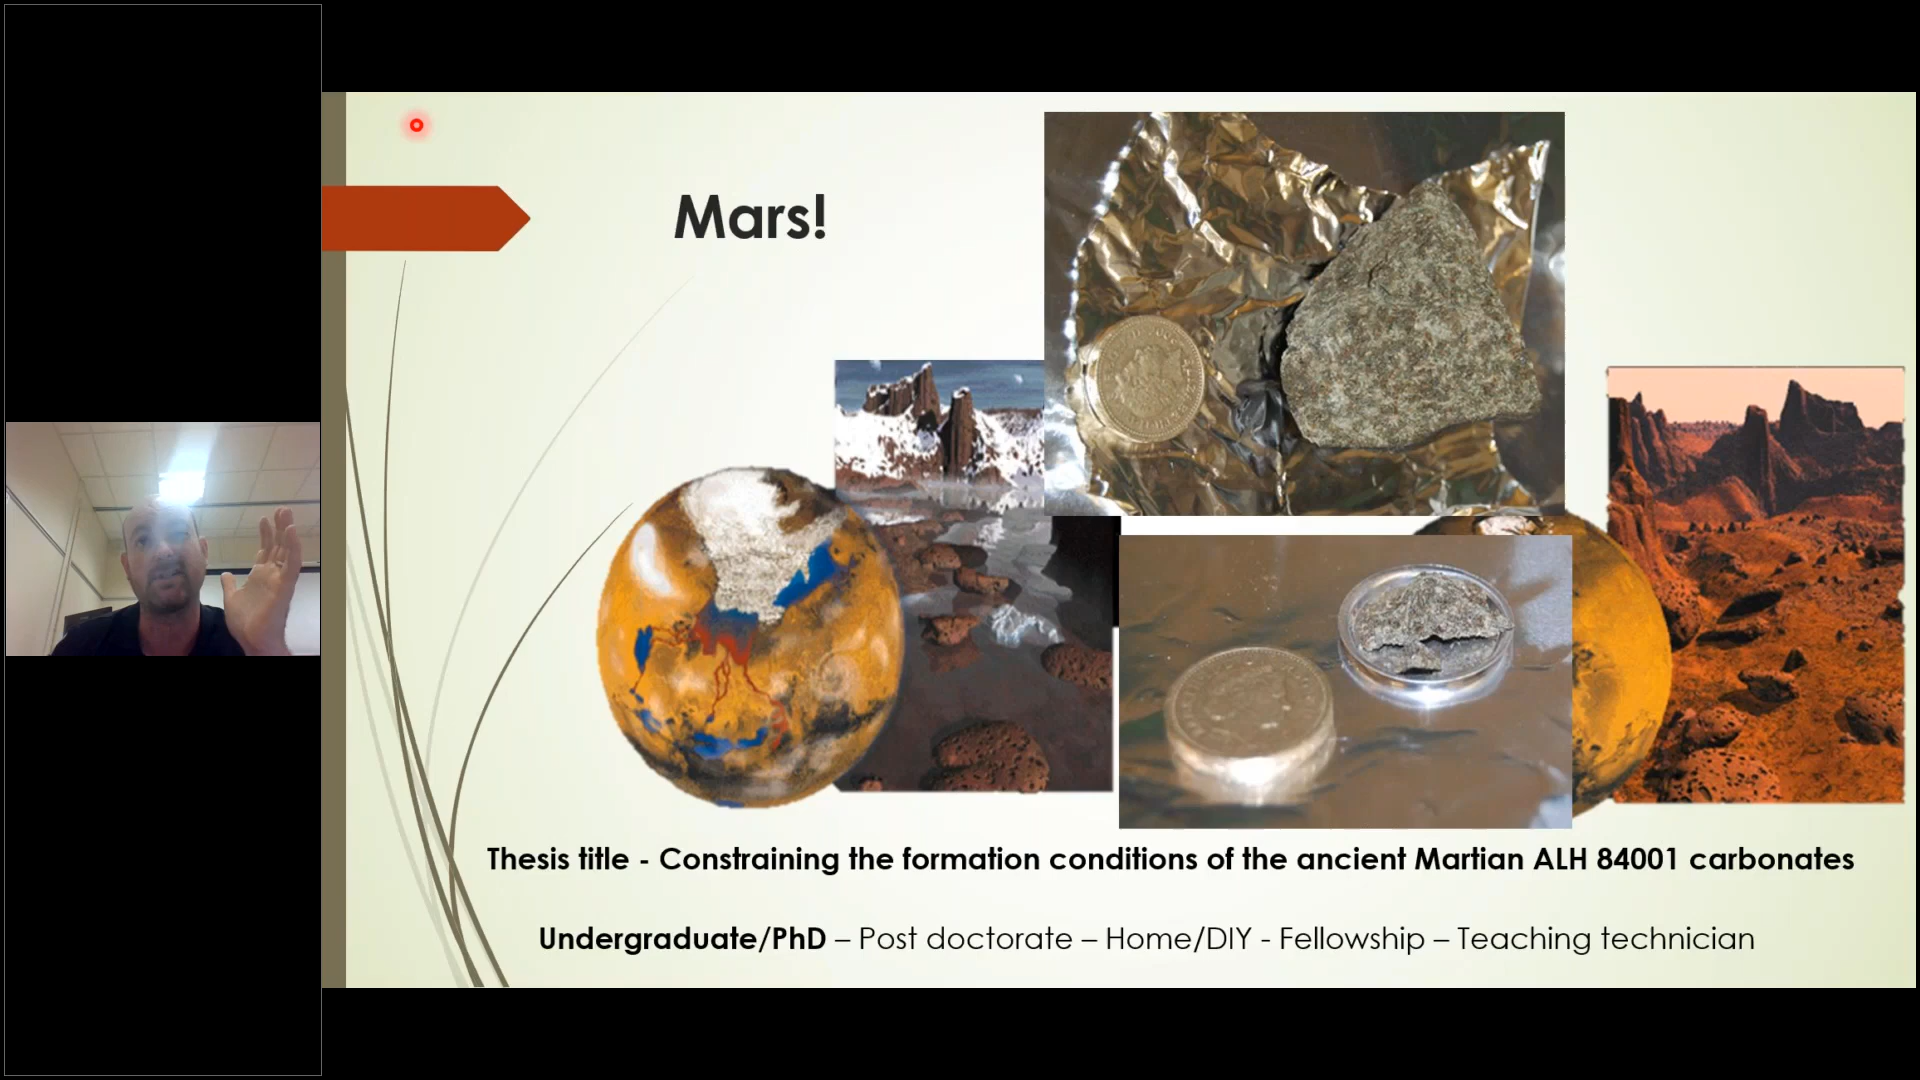 Mars!
Thesis title - Constraining the formation conditions of the ancient Martian ALH 84001 carbonates
Undergraduate/PhD – Post doctorate – Home/DIY - Fellowship – Teaching technician